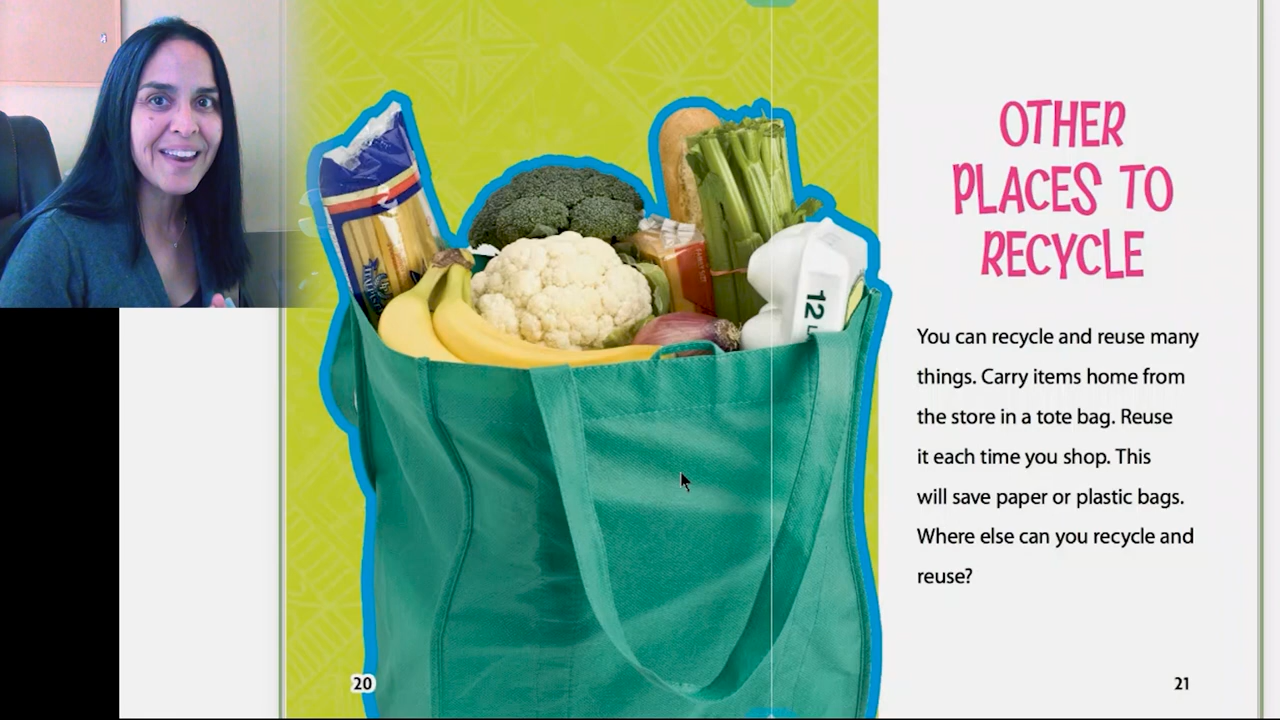 OTHER
PLACES TO
RECYCLE
You can recycle and reuse many
things. Carry items home from
the store in a tote bag. Reuse
it each time you shop. This
will save paper or plastic bags.
Where else can you recycle and
reuse?
12
20
21